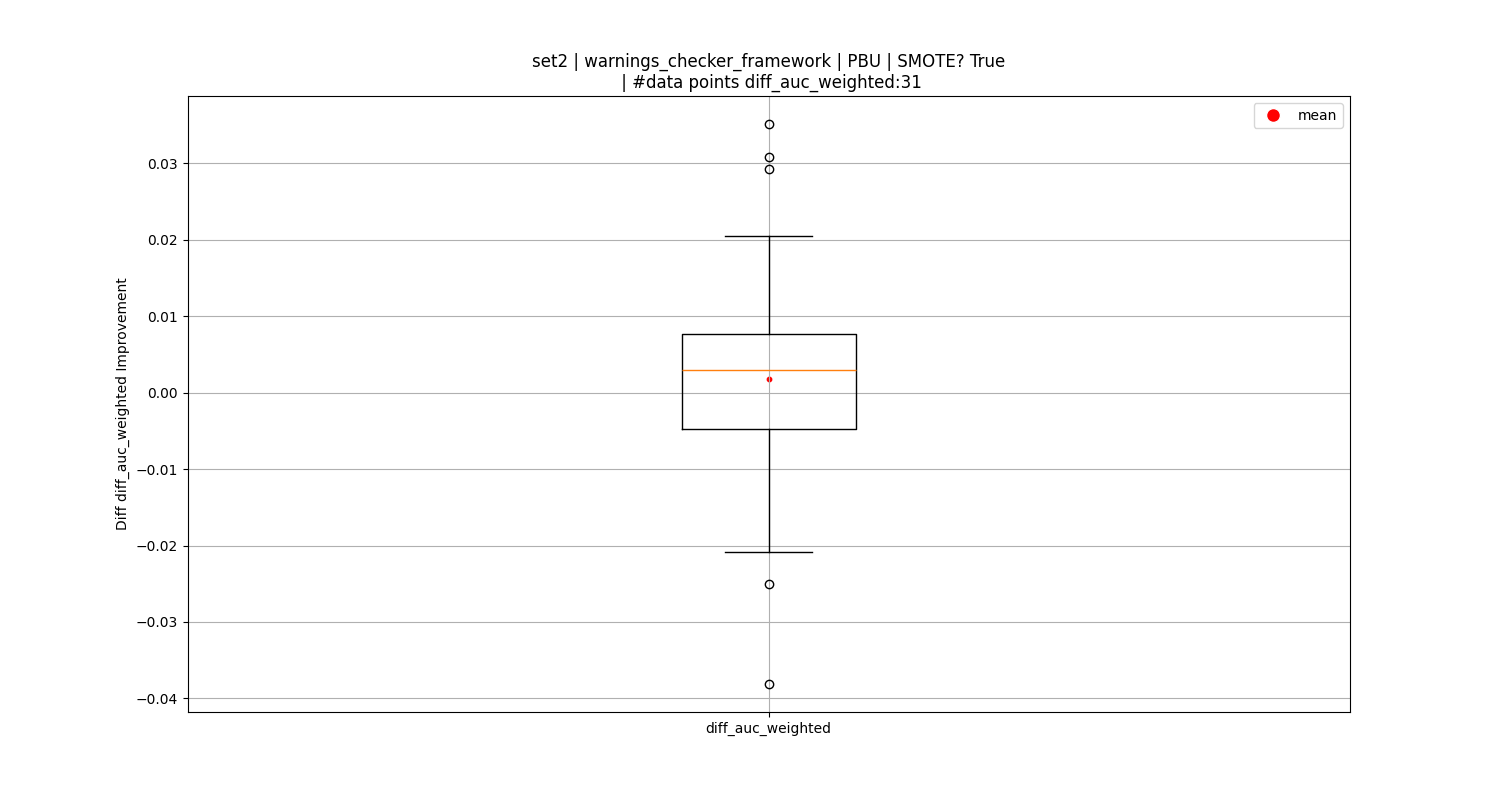 set2 | warnings_checker_framework | PBU | SMOTE? True
| #data points diff_auc_weighted:31
mean
Diff diff_auc_weighted Improvement
0.03
0.02
0.01
0.00
−0.01
−0.02
−0.03
−0.04
diff_auc_weighted